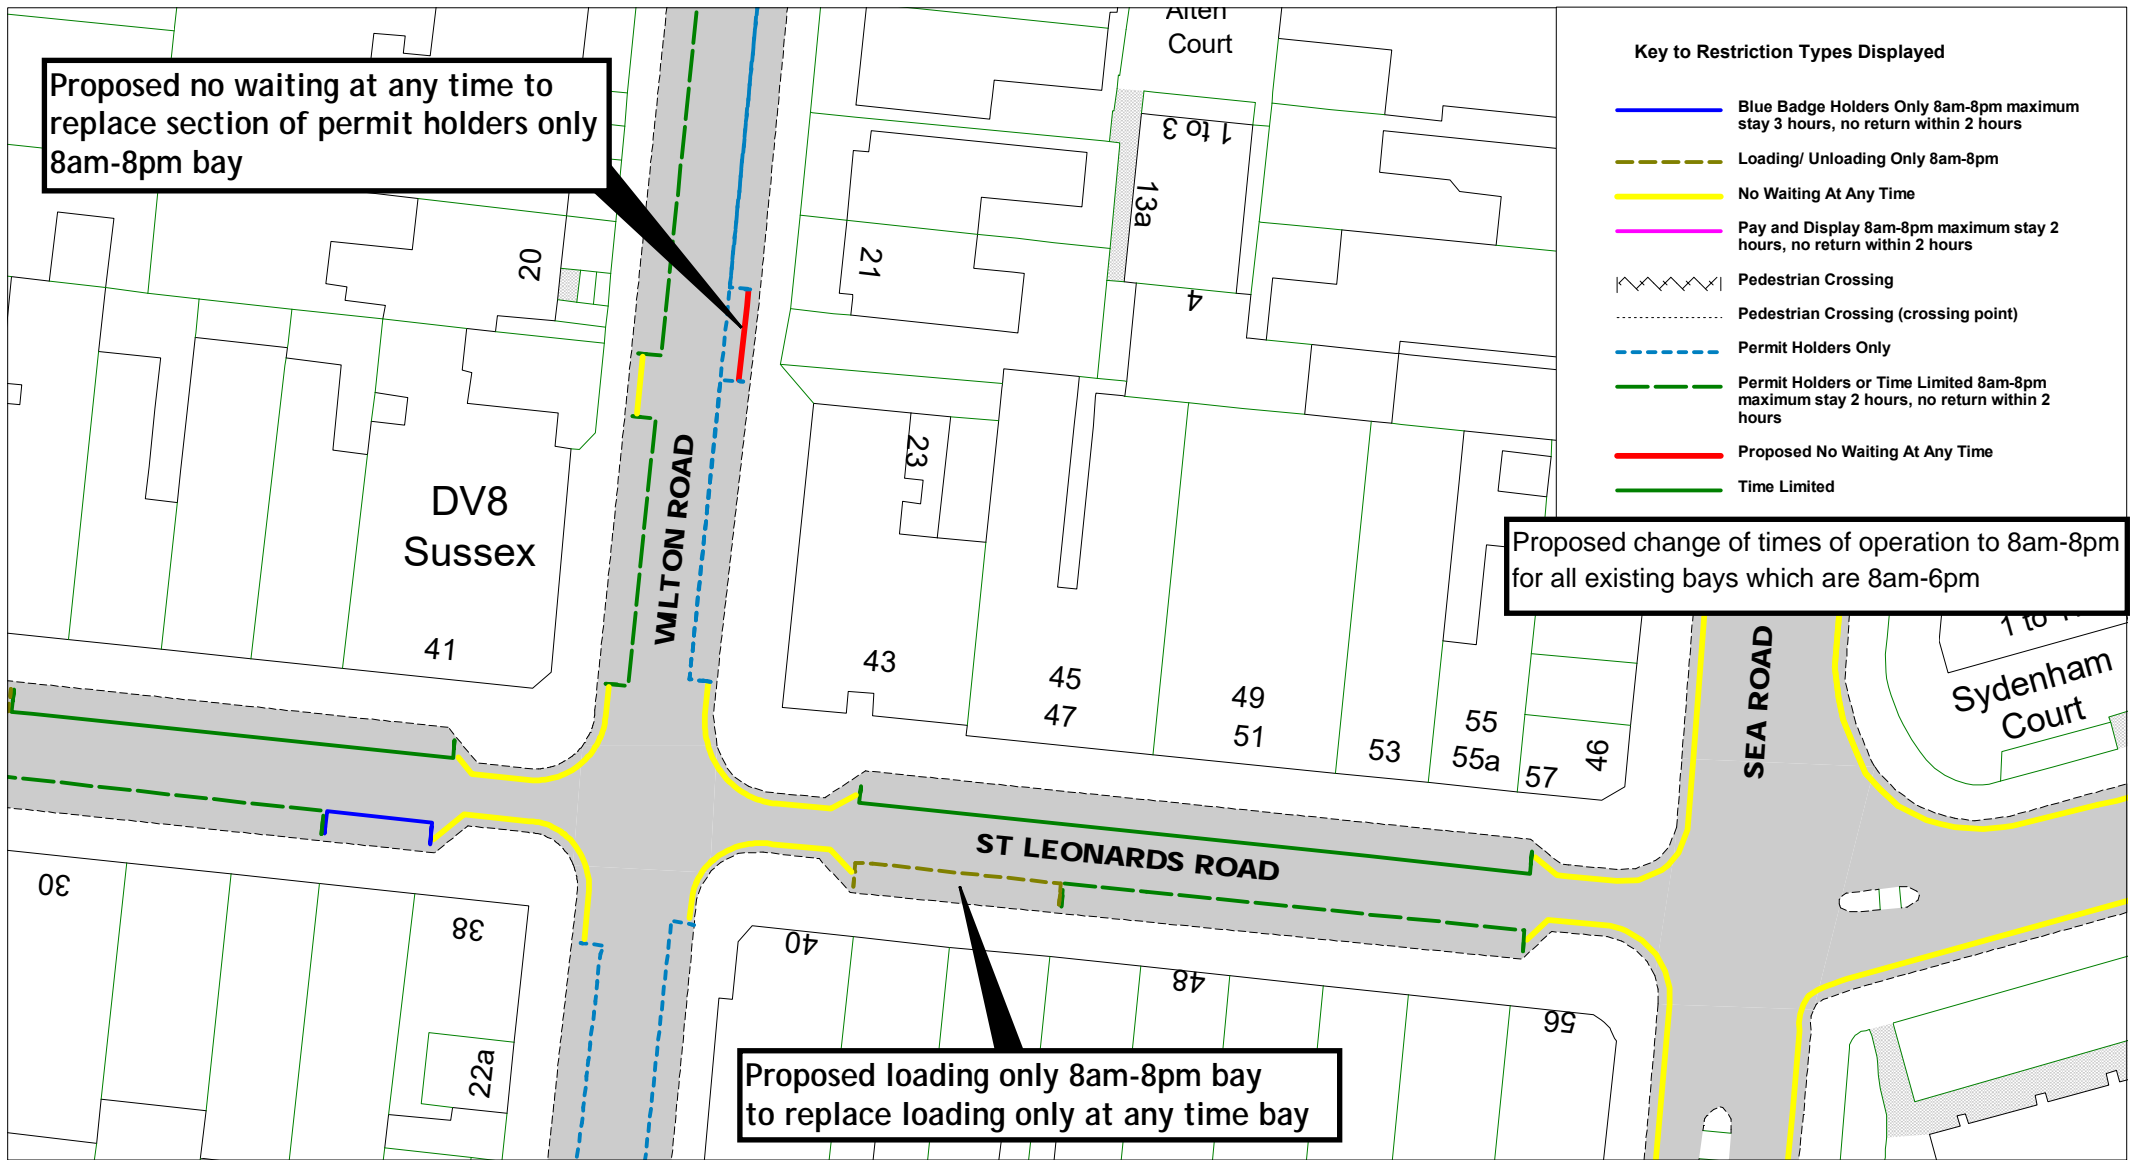 Alten
Court
Key to Restriction Types Displayed
Blue Badge Holders Only 8am-8pm maximum
stay 3 hours, no return within 2 hours
Loading/ Unloading Only 8am-8pm
No Waiting At Any Time
Pay and Display 8am-8pm maximum stay 2
hours, no return within 2 hours
Pedestrian Crossing
Pedestrian Crossing (crossing point)
Permit Holders Only
Permit Holders or Time Limited 8am-8pm
maximum stay 2 hours, no return within 2
hours
Proposed No Waiting At Any Time
Time Limited
Proposed no waiting at any time to
replace section of permit holders only
8am-8pm bay
Proposed change of times of operation to 8am-8pm
for all existing bays which are 8am-6pm
1 to 3
13a
4
20
21
23
DV8
Sussex
WILTON ROAD
41
43
45
47
49
51
53
55
55a
57
46
SEA ROAD
1 to
Sydenham
Court
ST LEONARDS ROAD
30
38
22a
40
48
56
Proposed loading only 8am-8pm bay
to replace loading only at any time bay